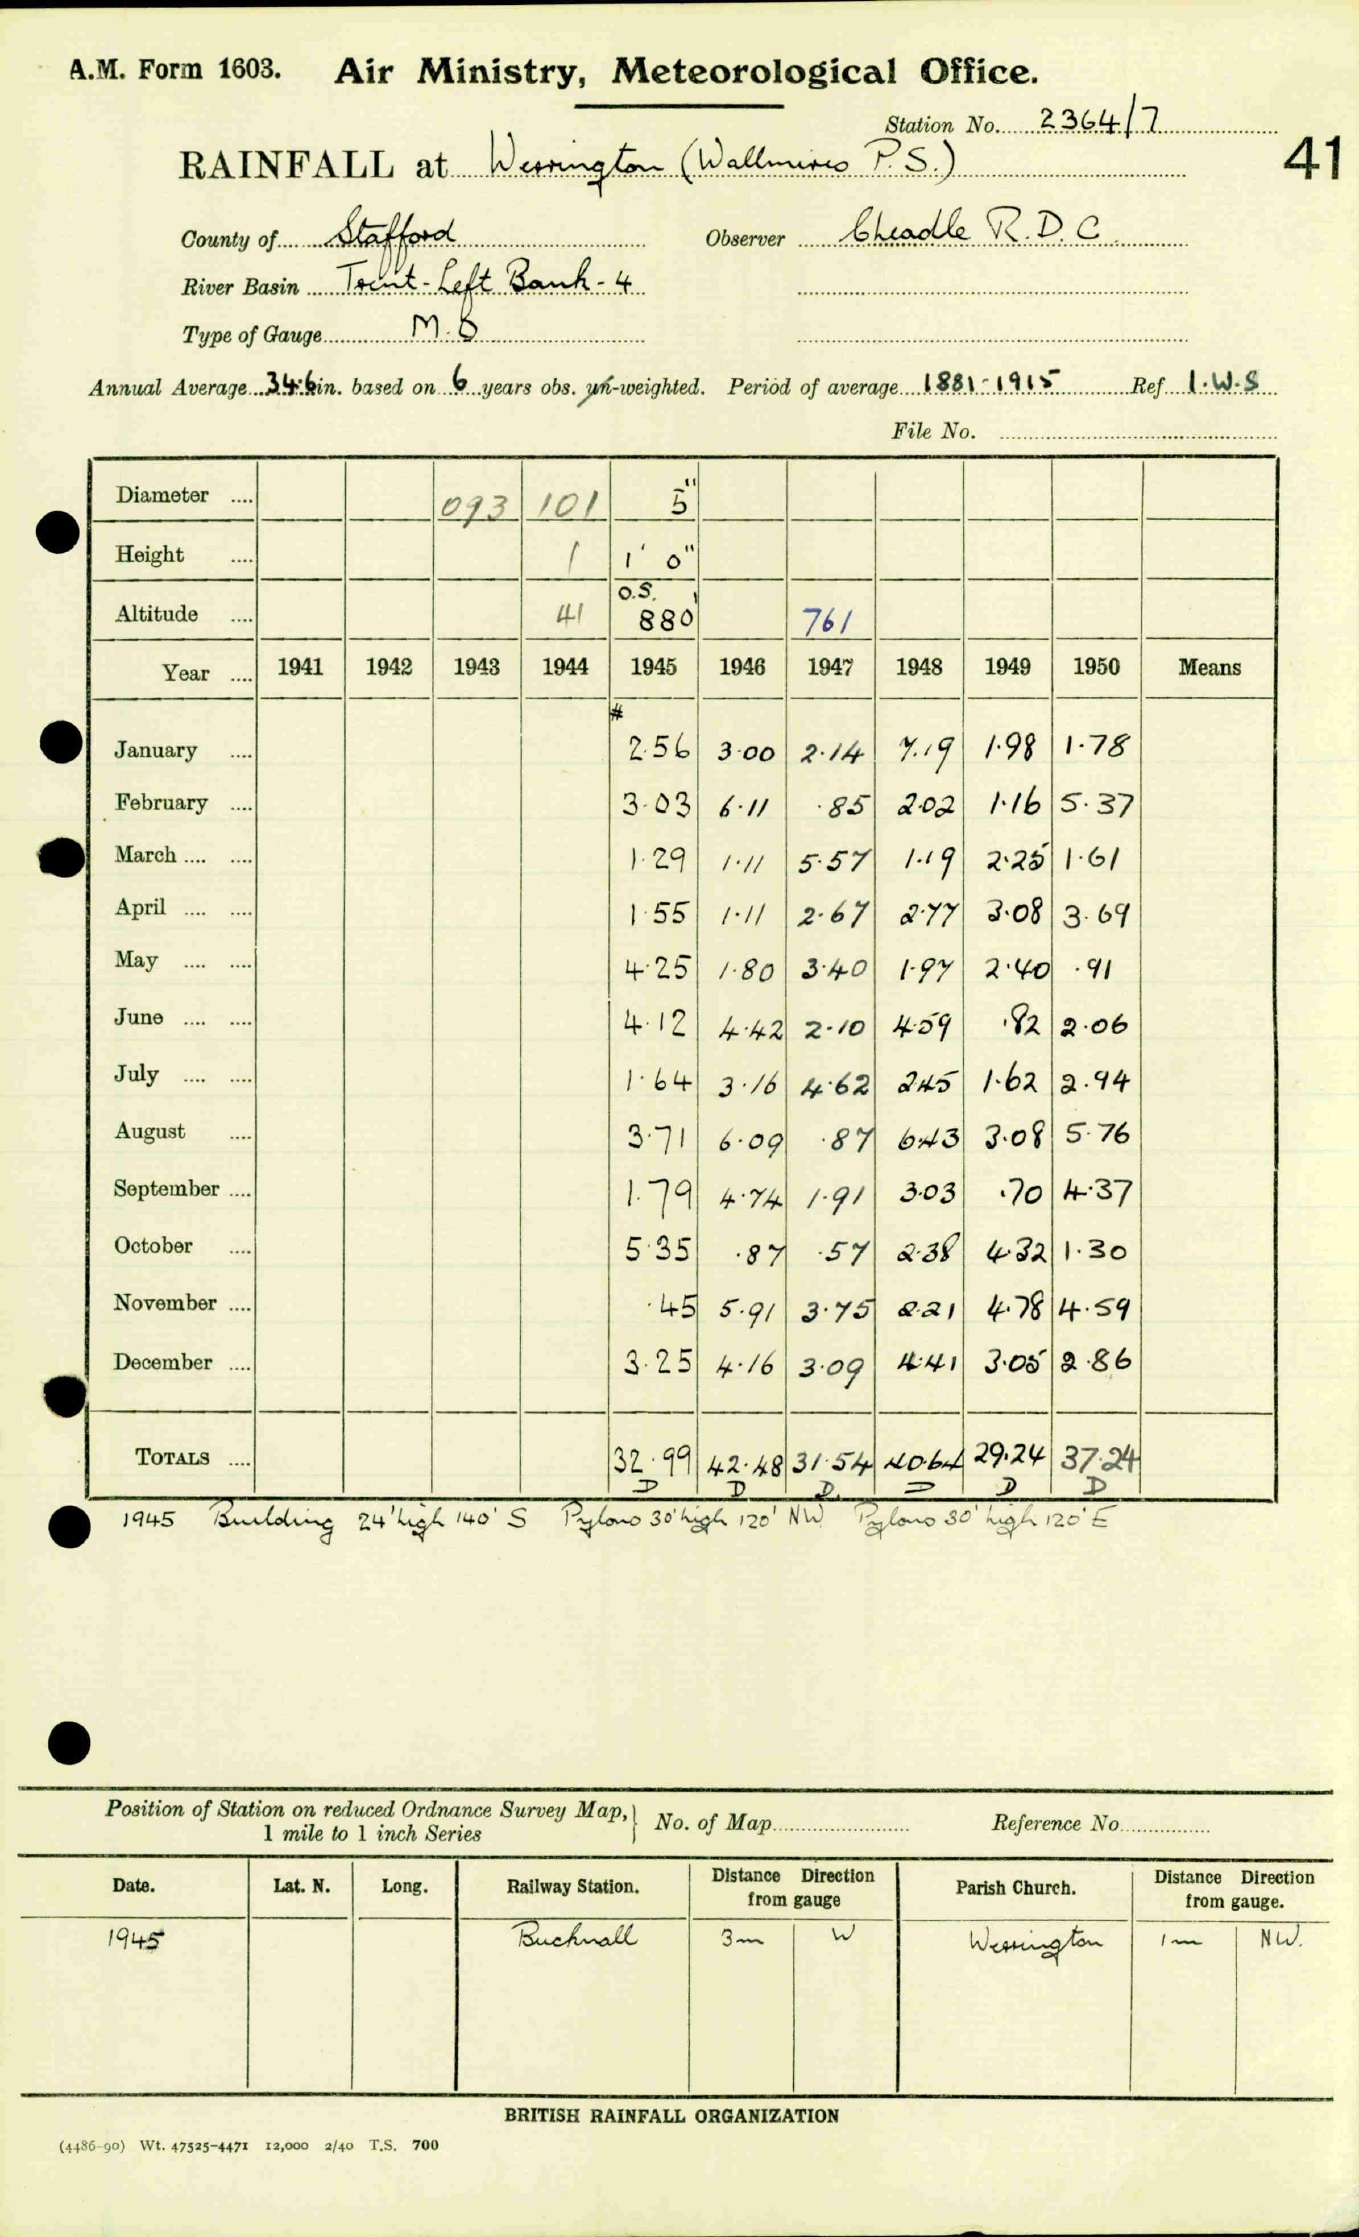 A.M. Form 1603. Air Ministry, Meteorological Office.
Station No. 2364/7
41
RAINFALL at Werrington (Wallmires P.S.)
County of Stafford Observer Cheadle R.D.C.
River Basin Trent-Left Bank-4
Type of Gauge M.O
Annual Average 34.6 in. based on 6 years obs. un-weighted. Period of average 1881-1915 Ref I.W.S
File No.
Diameter 093 101 5"
Height 1 1' 0"
Altitude 41 O.S. 880' 761
Year 1941 1942 1943 1944 1945 1946 1947 1948 1949 1950 Means
#
January 2.56 3.00 2.14 7.19 1.98 1.78
February 3.03 6.11 .85 2.02 1.16 5.37
March 1.29 1.11 5.57 1.19 2.25 1.61
April 1.55 1.11 2.67 2.77 3.08 3.69
May 4.25 1.80 3.40 1.97 2.40 .91
June 4.12 4.42 2.10 4.59 .82 2.06
July 1.64 3.16 4.62 2.45 1.62 2.94
August 3.71 6.09 .87 6.43 3.08 5.76
September 1.79 4.74 1.91 3.03 .70 4.37
October 5.35 .87 .57 2.38 4.32 1.30
November .45 5.91 3.75 2.21 4.78 4.59
December 3.25 4.16 3.09 4.41 3.05 2.86
TOTALS 32.99 42.48 31.54 40.64 29.24 37.24
D D D D D D
1945 Building 24' high 140' S Pylons 30' high 120' NW Pylons 30' high 120' E
Position of Station on reduced Ordnance Survey Map, 1 mile to 1 inch Series No. of Map Reference No
Date. Lat. N. Long. Railway Station. Distance Direction from gauge Parish Church. Distance Direction from gauge.
1945 Bucknall 3m W Werrington 1m NW.
BRITISH RAINFALL ORGANIZATION
(4486-90) Wt. 47525-4471 12,000 2/40 T.S. 700